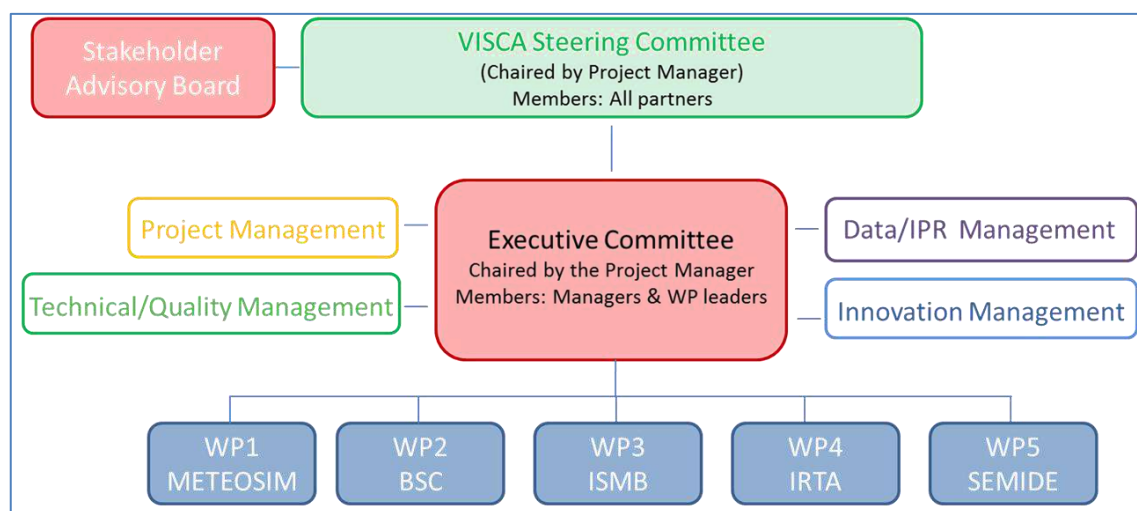 Stakeholder
Advisory Board
VISCA Steering Committee
(Chaired by Project Manager)
Members: All partners
Project Management
Technical/Quality Management
Executive Committee
Chaired by the Project Manager
Members: Managers & WP leaders
Data/IPR Management
Innovation Management
WP1
METEOSIM
WP2
BSC
WP3
ISMB
WP4
IRTA
WP5
SEMIDE